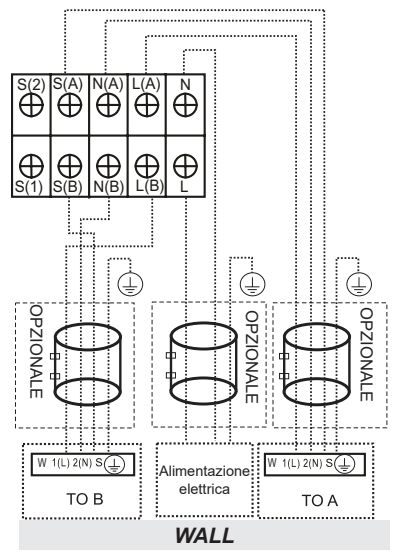 S(2) S(A) N(A) L(A) N
S(1) S(B) N(B) L(B) L
OPZIONALE
OPZIONALE
OPZIONALE
W 1(L) 2(N) S
TO B
Alimentazione
elettrica
W 1(L) 2(N) S
TO A
WALL